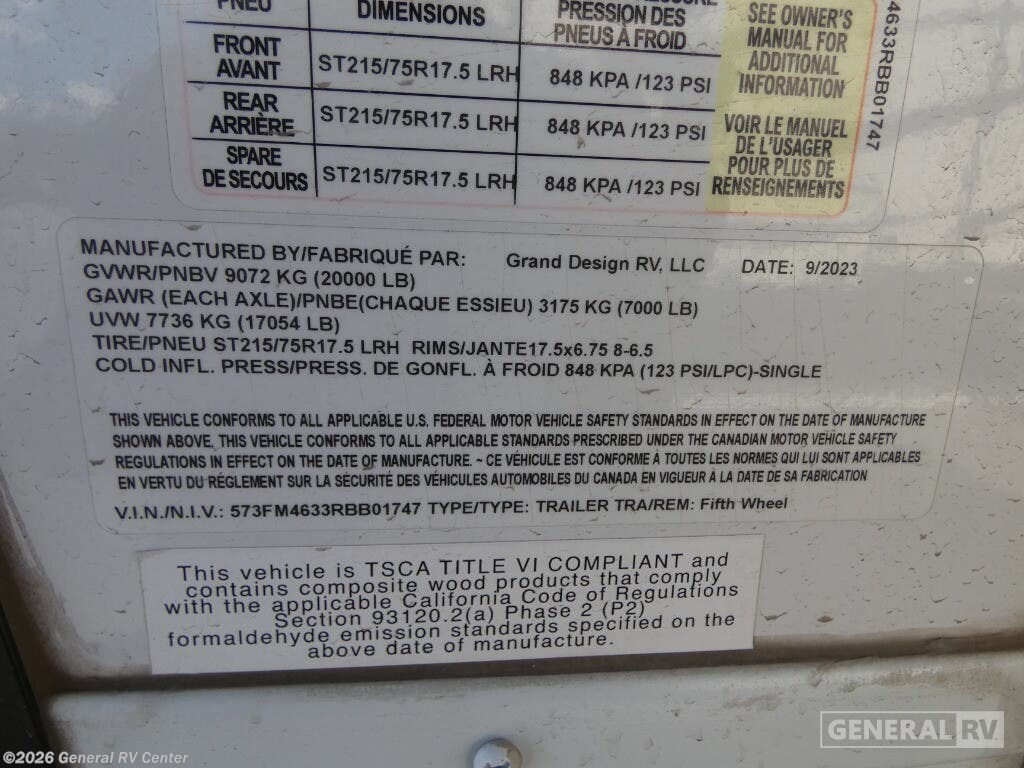 PNEU DIMENSIONS PRESSION DES
PNEUS À FROID
FRONT
AVANT ST215/75R17.5 LRH 848 KPA /123 PSI
REAR
ARRIÈRE ST215/75R17.5 LRH 848 KPA /123 PSI
SPARE
DE SECOURS ST215/75R17.5 LRH 848 KPA /123 PSI
SEE OWNER'S
MANUAL FOR
ADDITIONAL
INFORMATION
VOIR LE MANUEL
DE L'USAGER
POUR PLUS DE
RENSEIGNEMENTS
4633RBB01747
MANUFACTURED BY/FABRIQUÉ PAR: Grand Design RV, LLC DATE: 9/2023
GVWR/PNBV 9072 KG (20000 LB)
GAWR (EACH AXLE)/PNBE(CHAQUE ESSIEU) 3175 KG (7000 LB)
UVW 7736 KG (17054 LB)
TIRE/PNEU ST215/75R17.5 LRH RIMS/JANTE17.5x6.75 8-6.5
COLD INFL. PRESS/PRESS. DE GONFL. À FROID 848 KPA (123 PSI/LPC)-SINGLE
THIS VEHICLE CONFORMS TO ALL APPLICABLE U.S. FEDERAL MOTOR VEHICLE SAFETY STANDARDS IN EFFECT ON THE DATE OF MANUFACTURE
SHOWN ABOVE, THIS VEHICLE CONFORMS TO ALL APPLICABLE STANDARDS PRESCRIBED UNDER THE CANADIAN MOTOR VEHICLE SAFETY
REGULATIONS IN EFFECT ON THE DATE OF MANUFACTURE. ~ CE VÉHICULE EST CONFORME À TOUTES LES NORMES QUI LUI SONT APPLICABLES
EN VERTU DU RÉGLEMENT SUR LA SÉCURITÉ DES VÉHICULES AUTOMOBILES DU CANADA EN VIGUEUR À LA DATE DE SA FABRICATION
V.I.N./N.I.V.: 573FM4633RBB01747 TYPE/TYPE: TRAILER TRA/REM: Fifth Wheel
This vehicle is TSCA TITLE VI COMPLIANT and
contains composite wood products that comply
with the applicable California Code of Regulations
Section 93120.2(a) Phase 2 (P2)
formaldehyde emission standards specified on the
above date of manufacture.
GENERAL RV
©2026 General RV Center